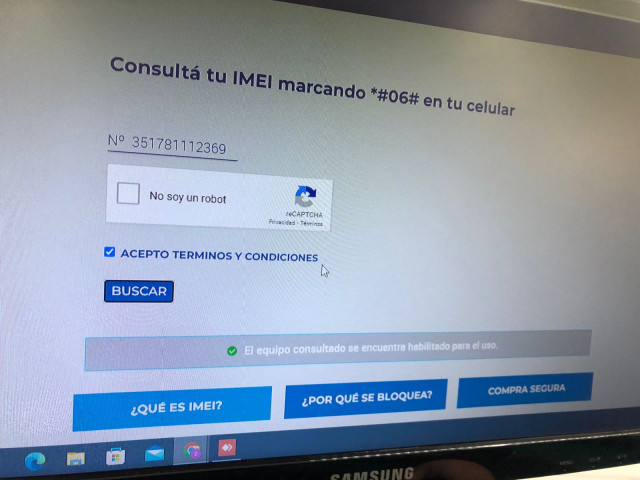 Consultá tu IMEI marcando *#06# en tu celular
Nº 351781112369
No soy un robot
reCAPTCHA
Privacidad - Términos
ACEPTO TERMINOS Y CONDICIONES
BUSCAR
El equipo consultado se encuentra habilitado para el uso.
¿QUÉ ES IMEI?
¿POR QUÉ SE BLOQUEA?
COMPRA SEGURA
SAMSUNG